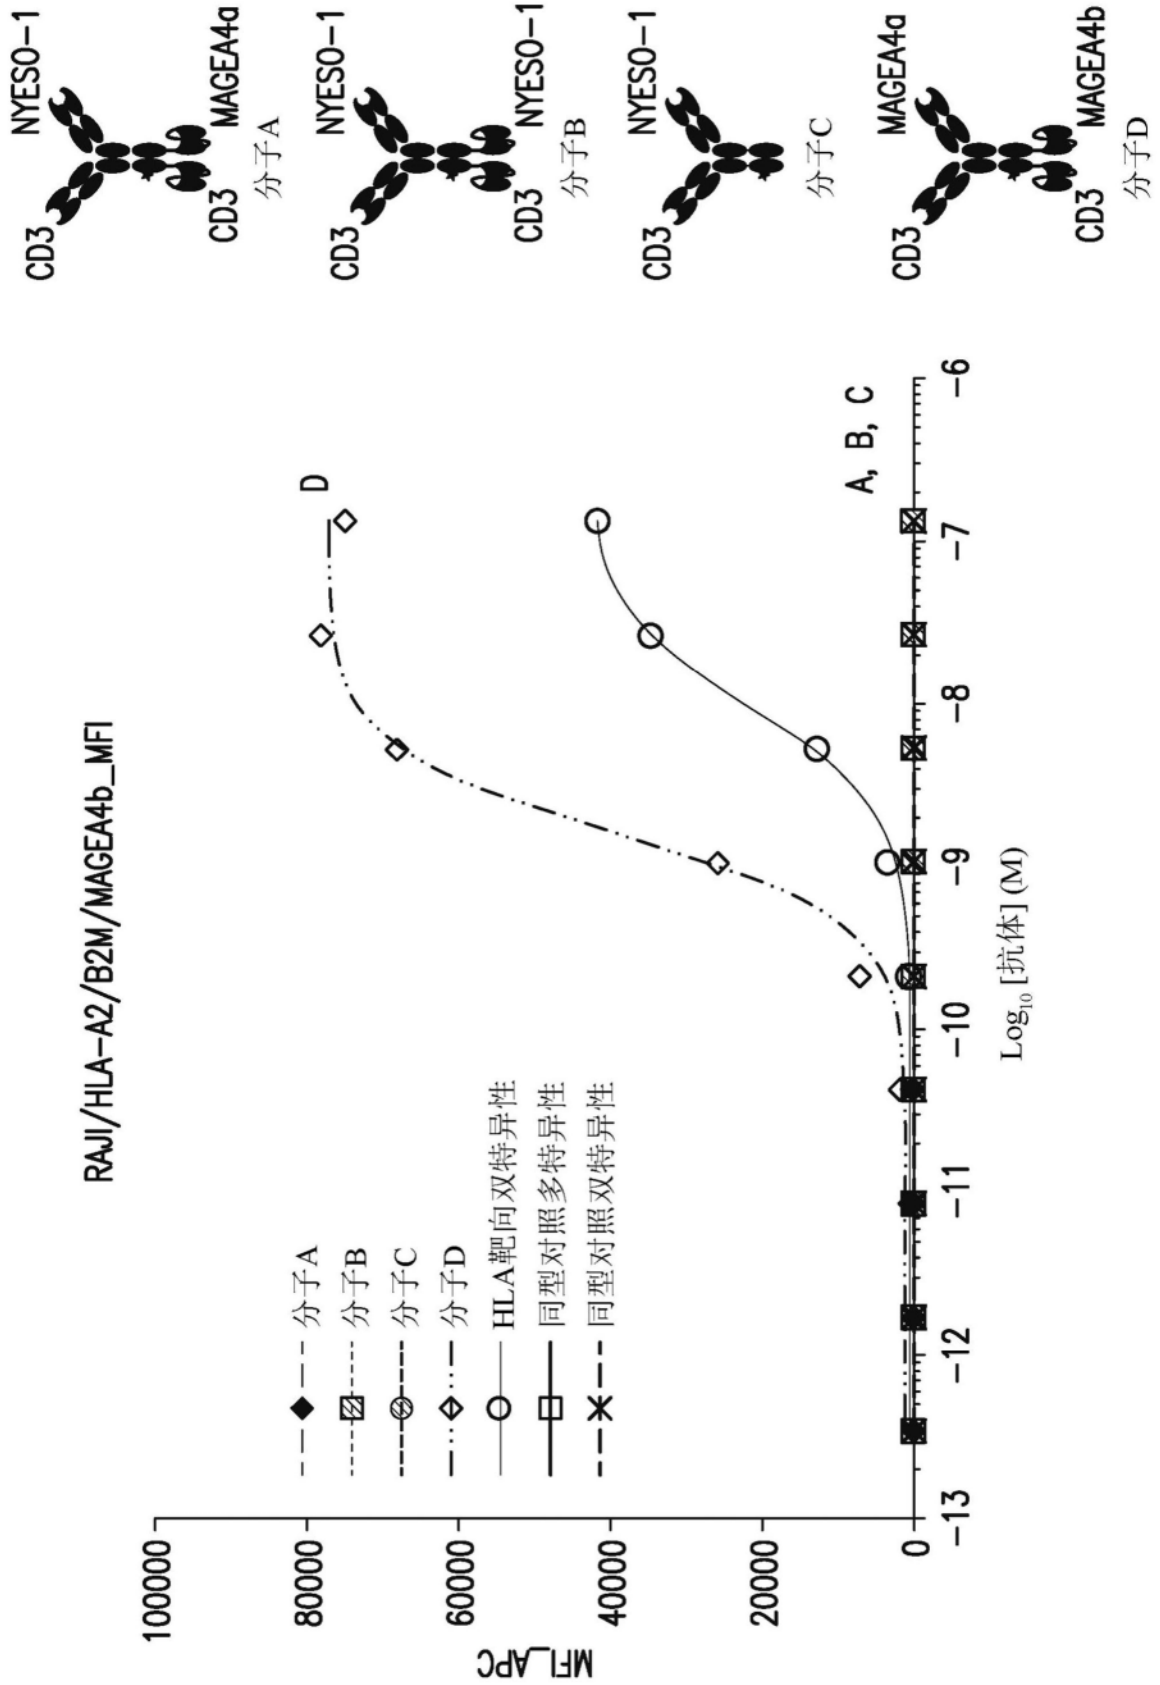 RAJI/HLA-A2/B2M/MAGEA4b_MFI
MFI_APC
100000
80000
60000
40000
20000
0
分子A
分子B
分子C
分子D
HLA靶向双特异性
同型对照多特异性
同型对照双特异性
D
A, B, C
-13
-12
-11
-10
-9
-8
-7
-6
Log₁₀ [抗体] (M)
CD3
NYESO-1
CD3
MAGEA4a
分子A
CD3
NYESO-1
CD3
NYESO-1
分子B
CD3
NYESO-1
分子C
CD3
MAGEA4a
CD3
MAGEA4b
分子D